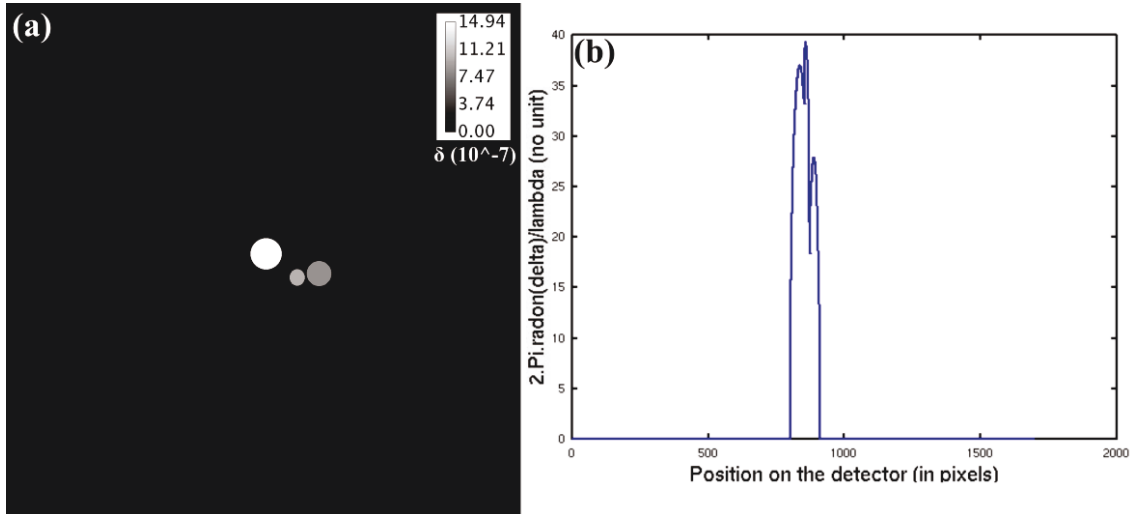 (a)
14.94
11.21
7.47
3.74
0.00
δ (10^-7)
(b)
2.Pi.radon(delta)/lambda (no unit)
40
35
30
25
20
15
10
5
0
0 500 1000 1500 2000
Position on the detector (in pixels)